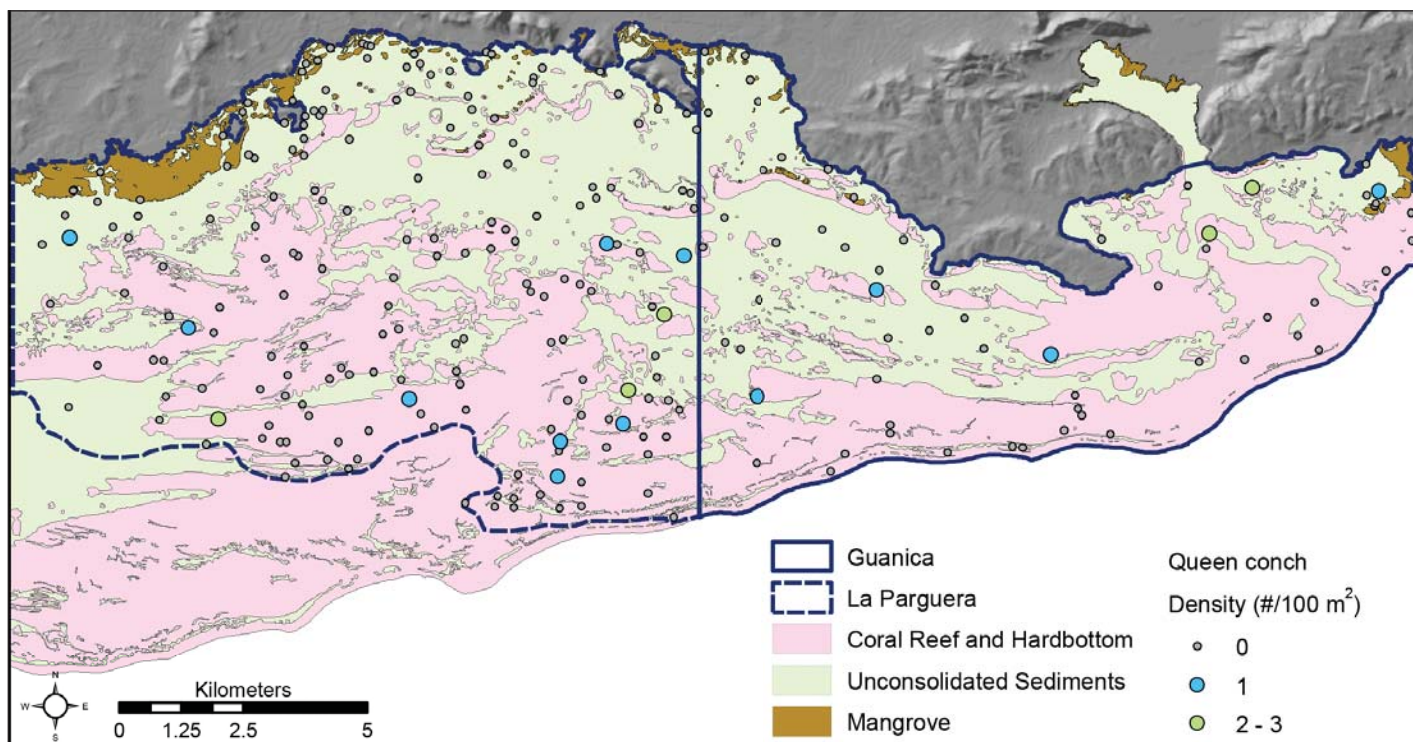 Guanica
La Parguera
Coral Reef and Hardbottom
Unconsolidated Sediments
Mangrove
Queen conch
Density (#/100 m²)
0
1
2 - 3
N
W E
S
Kilometers
0 1.25 2.5 5